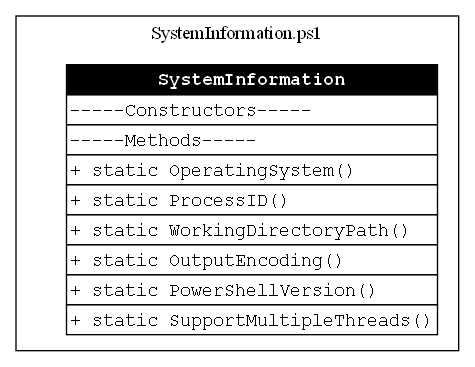 SystemInformation.ps1
SystemInformation
-----Constructors-----
-----Methods-----
+ static OperatingSystem()
+ static ProcessID()
+ static WorkingDirectoryPath()
+ static OutputEncoding()
+ static PowerShellVersion()
+ static SupportMultipleThreads()